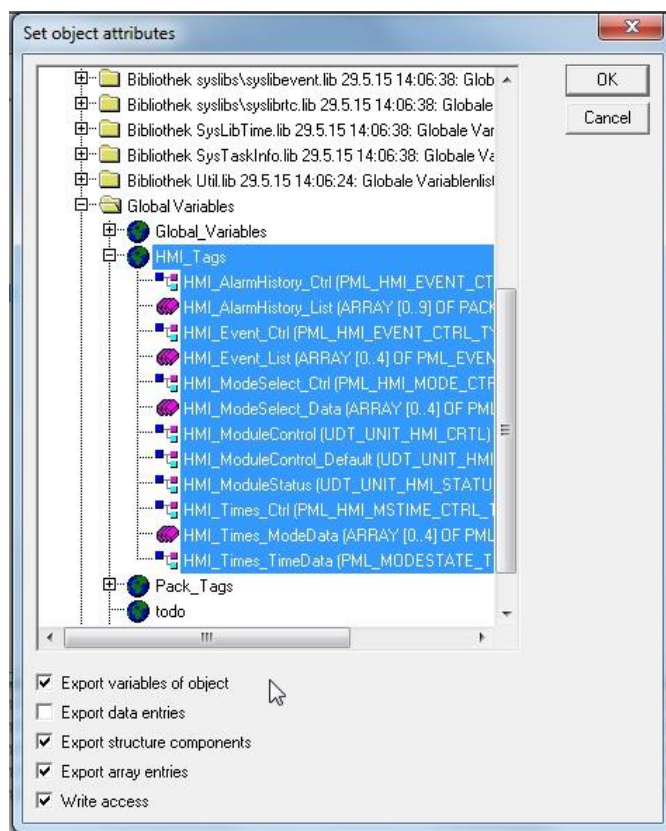 Set object attributes
Bibliothek syslibs\syslibevent.lib 29.5.15 14:06:38: Glob
OK
Bibliothek syslibs\syslibrtc.lib 29.5.15 14:06:38: Globale
Cancel
Bibliothek SysLibTime.lib 29.5.15 14:06:38: Globale Var
Bibliothek SysTaskInfo.lib 29.5.15 14:06:38: Globale Va
Bibliothek Util.lib 29.5.15 14:06:24: Globale Variablenlis
Global Variables
Global_Variables
HMI_Tags
HMI_AlarmHistory_Ctrl (PML_HMI_EVENT_CT
HMI_AlarmHistory_List (ARRAY [0..9] OF PACK
HMI_Event_Ctrl (PML_HMI_EVENT_CTRL_TY
HMI_Event_List (ARRAY [0..4] OF PML_EVEN
HMI_ModeSelect_Ctrl (PML_HMI_MODE_CTR
HMI_ModeSelect_Data (ARRAY [0..4] OF PML
HMI_ModuleControl (UDT_UNIT_HMI_CRTL)
HMI_ModuleControl_Default (UDT_UNIT_HMI
HMI_ModuleStatus (UDT_UNIT_HMI_STATU
HMI_Times_Ctrl (PML_HMI_MSTIME_CTRL_T
HMI_Times_ModeData (ARRAY [0..4] OF PML
HMI_Times_TimeData (PML_MODESTATE_T
Pack_Tags
todo
Export variables of object
Export data entries
Export structure components
Export array entries
Write access